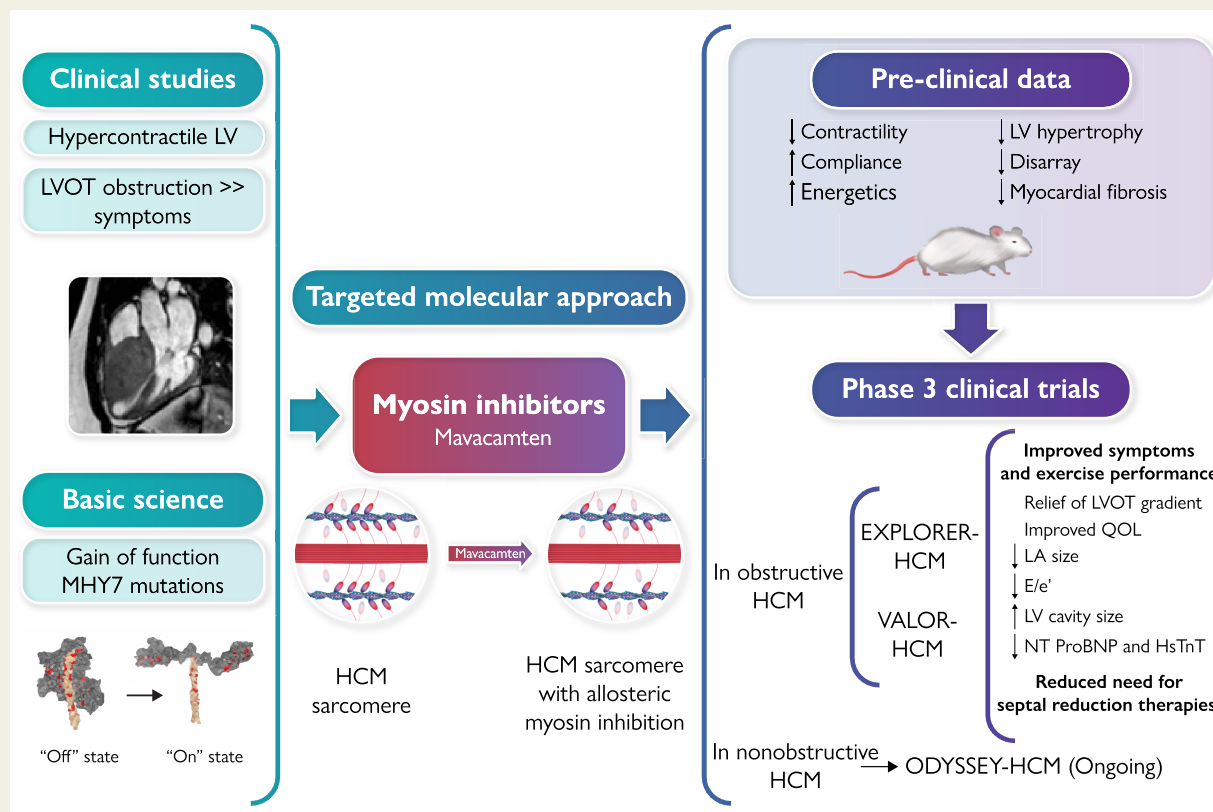 Clinical studies
Hypercontractile LV
LVOT obstruction >>
symptoms
Basic science
Gain of function
MHY7 mutations
“Off” state
“On” state
Targeted molecular approach
Myosin inhibitors
Mavacamten
Mavacamten
HCM
sarcomere
HCM sarcomere
with allosteric
myosin inhibition
Pre-clinical data
↓ Contractility
↑ Compliance
↑ Energetics
↓ LV hypertrophy
↓ Disarray
↓ Myocardial fibrosis
Phase 3 clinical trials
In obstructive
HCM
EXPLORER-
HCM
VALOR-
HCM
Improved symptoms
and exercise performance
Relief of LVOT gradient
Improved QOL
↓ LA size
↓ E/e’
↑ LV cavity size
↓ NT ProBNP and HsTnT
Reduced need for
septal reduction therapies
In nonobstructive
HCM
→ ODYSSEY-HCM (Ongoing)